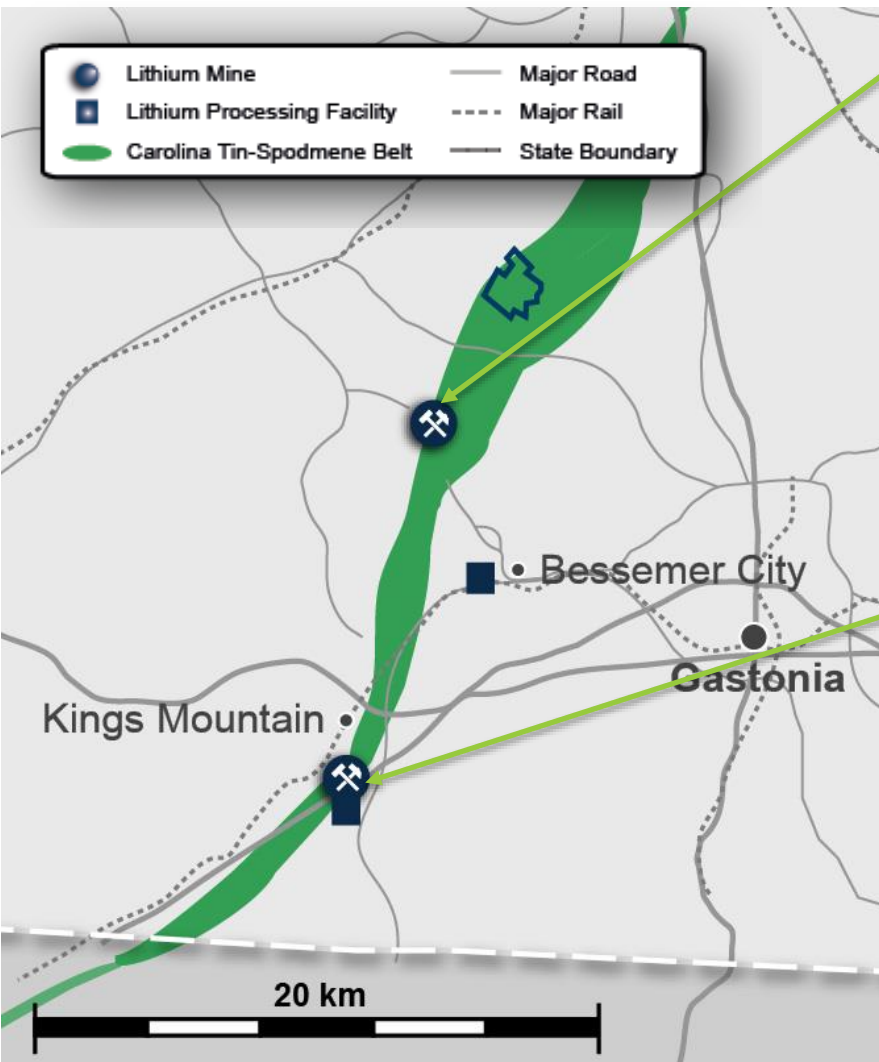 Lithium Mine
Major Road
Lithium Processing Facility
Major Rail
Carolina Tin-Spodmene Belt
State Boundary
Bessemer City
Gastonia
Kings Mountain
20 km